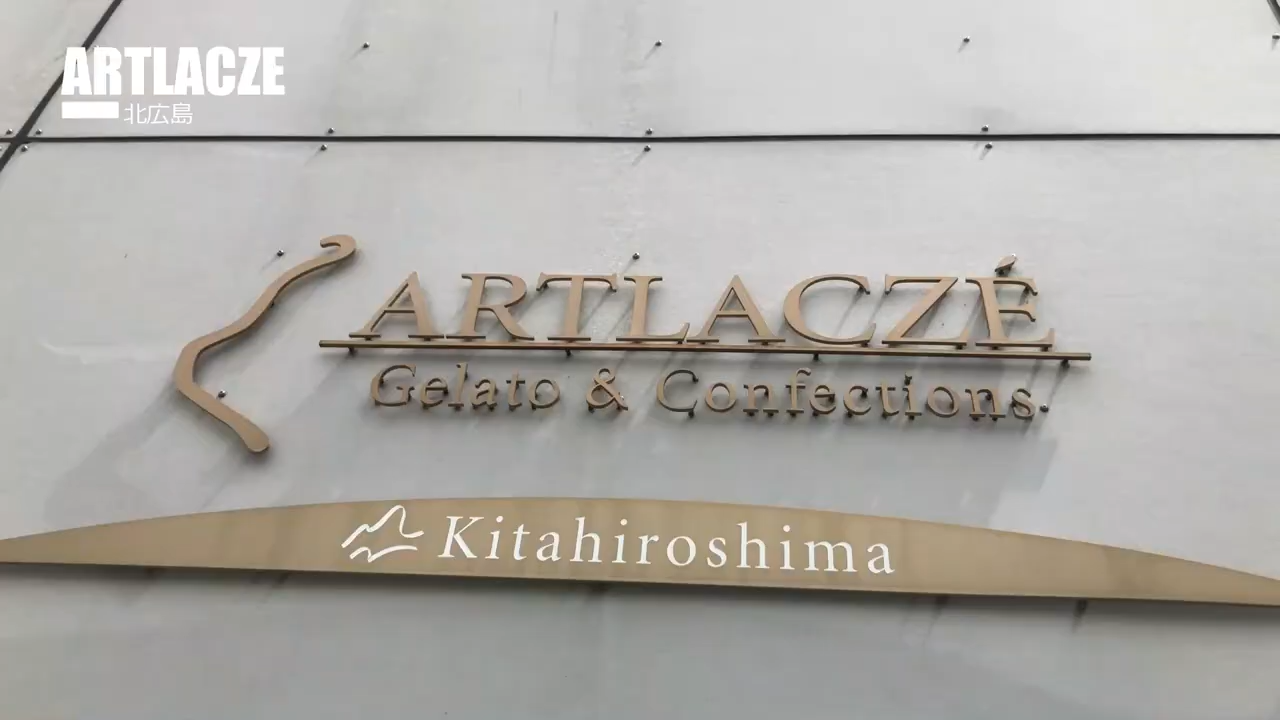 ARTLACZE
北広島
ARTLACZÉ
Gelato & Confections
Kitahiroshima